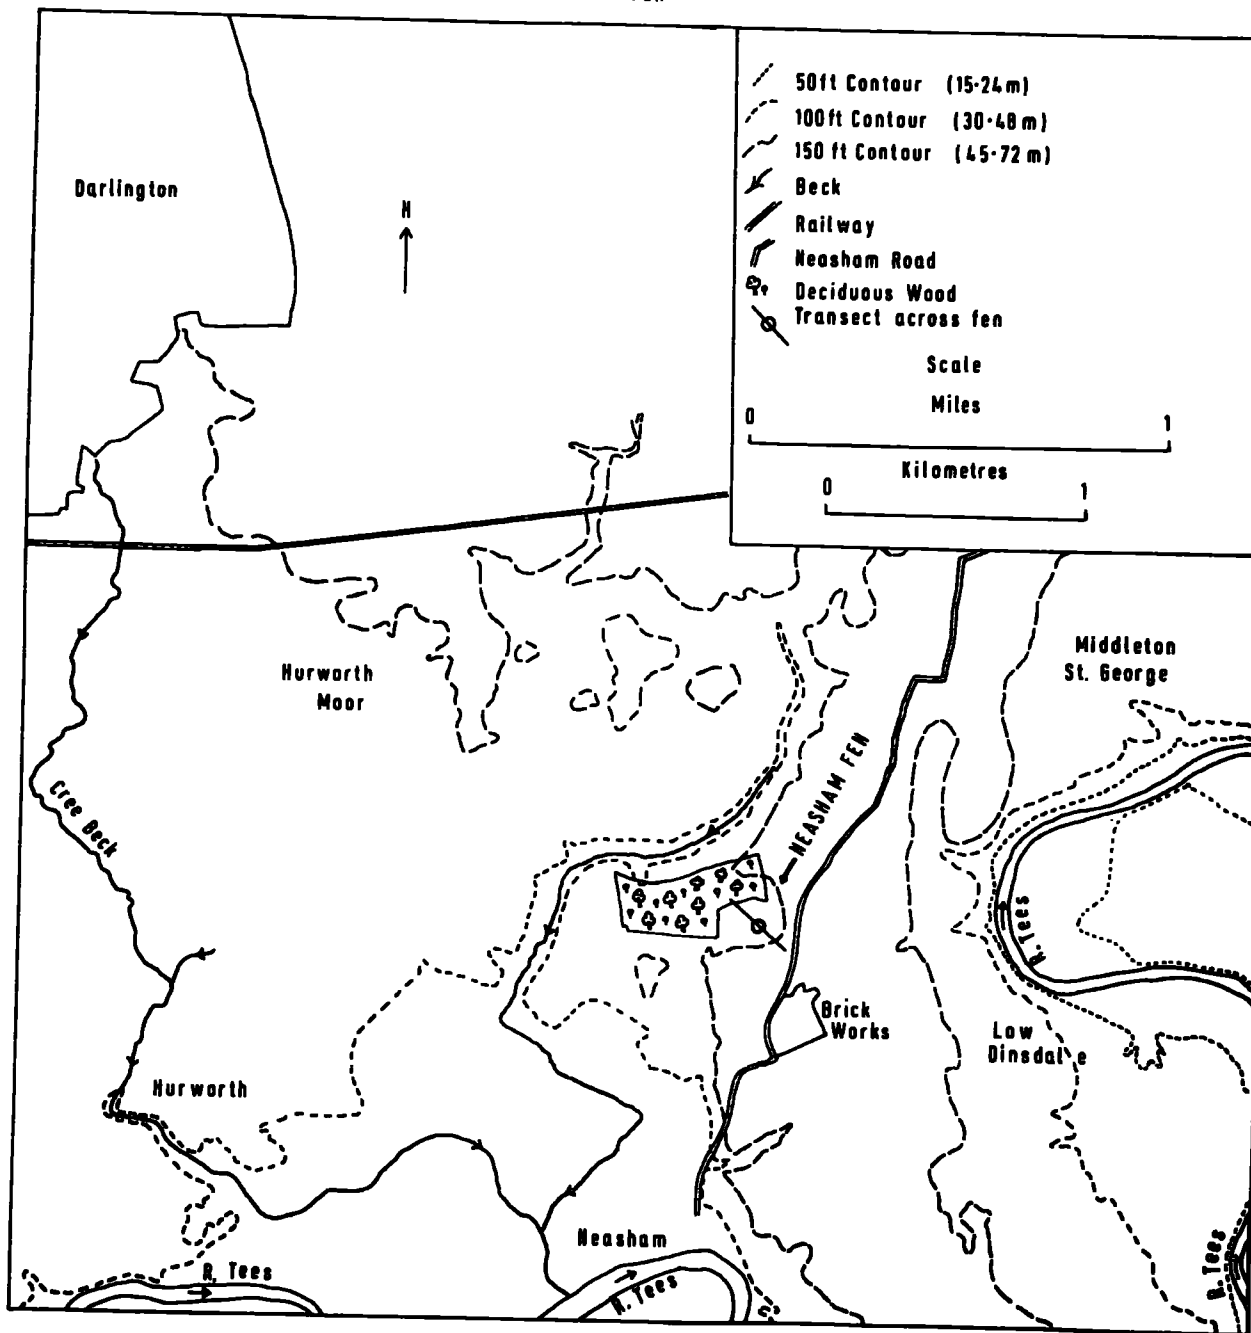 50ft Contour (15·24m)
100ft Contour (30·48m)
150 ft Contour (45·72m)
Beck
Railway
Neasham Road
Deciduous Wood
Transect across fen
Scale
Miles
0 1
Kilometres
0 1
Darlington
N
Hurworth
Moor
Middleton
St. George
NEASHAM FEN
Cree Beck
R. Tees
Brick
Works
Low
Dinsdale
Hurworth
Neasham
R. Tees
R. Tees
R. Tees